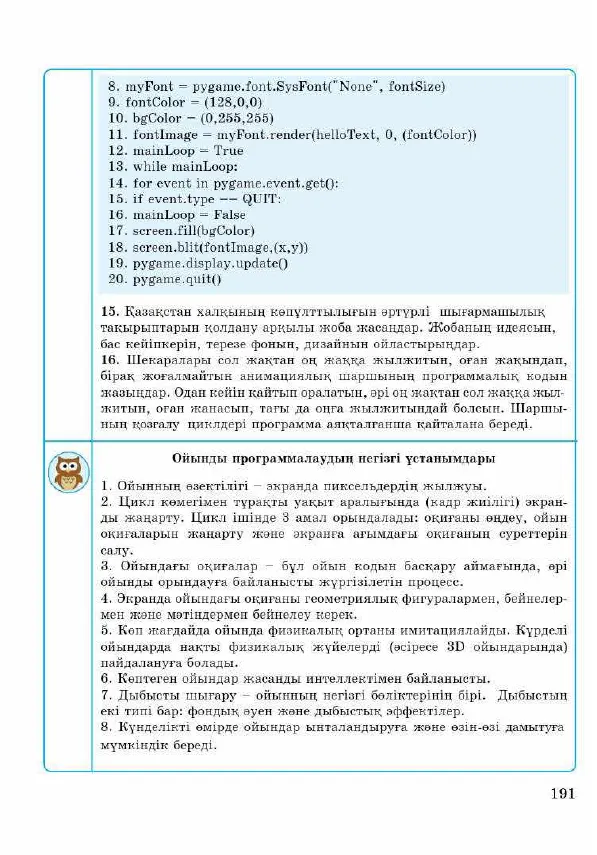 8. myFont = pygame.font.SysFont("None", fontSize)
9. fontColor = (128,0,0)
10. bgColor = (0,255,255)
11. fontImage = myFont.render(helloText, 0, (fontColor))
12. mainLoop = True
13. while mainLoop:
14. for event in pygame.event.get():
15. if event.type == QUIT:
16. mainLoop = False
17. screen.fill(bgColor)
18. screen.blit(fontImage,(x,y))
19. pygame.display.update()
20. pygame.quit()
15. Қазақстан халқының көпұлттылығын әртүрлі шығармашылық
тақырыптарын қолдану арқылы жоба жасаңдар. Жобаның идеясын,
бас кейіпкерін, терезе фонын, дизайнын ойластырыңдар.
16. Шекаралары сол жақтан оң жаққа жылжитын, оған жақындап,
бірақ жоғалмайтын анимациялық шаршының программалық кодын
жазыңдар. Одан кейін қайтып оралатын, әрі оң жақтан сол жаққа жыл-
житын, оған жанасып, тағы да оңға жылжитындай болсын. Шаршы-
ның қозғалу циклдері программа аяқталғанша қайталана береді.
Ойынды программалаудың негізгі ұстанымдары
1. Ойынның өзектілігі – экранда пиксельдердің жылжуы.
2. Цикл көмегімен тұрақты уақыт аралығында (кадр жиілігі) экран-
ды жаңарту. Цикл ішінде 3 амал орындалады: оқиғаны өңдеу, ойын
оқиғаларын жаңарту және экранға ағымдағы оқиғаның суреттерін
салу.
3. Ойындағы оқиғалар – бұл ойын кодын басқару аймағында, әрі
ойынды орындауға байланысты жүргізілетін процесс.
4. Экранда ойындағы оқиғаны геометриялық фигуралармен, бейнелер-
мен және мәтіндермен бейнелеу керек.
5. Көп жағдайда ойында физикалық ортаны имитациялайды. Күрделі
ойындарда нақты физикалық жүйелерді (әсіресе 3D ойындарында)
пайдалануға болады.
6. Көптеген ойындар жасанды интеллектімен байланысты.
7. Дыбысты шығару – ойынның негізгі бөліктерінің бірі. Дыбыстың
екі типі бар: фондық әуен және дыбыстық эффектілер.
8. Күнделікті өмірде ойындар ынталандыруға және өзін-өзі дамытуға
мүмкіндік береді.
191